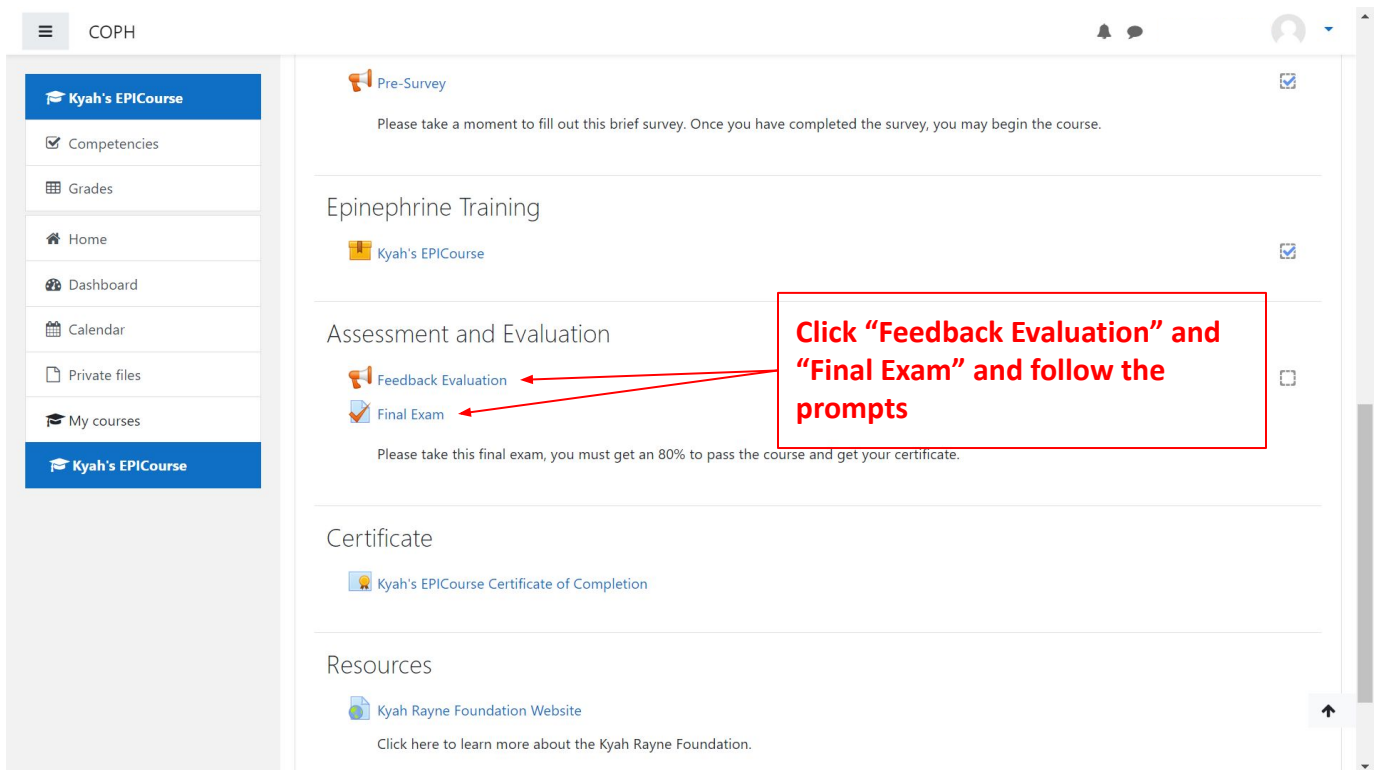 COPH
Kyah's EPICourse
Competencies
Grades
Home
Dashboard
Calendar
Private files
My courses
Kyah's EPICourse
Pre-Survey
Please take a moment to fill out this brief survey. Once you have completed the survey, you may begin the course.
Epinephrine Training
Kyah's EPICourse
Assessment and Evaluation
Feedback Evaluation
Final Exam
Please take this final exam, you must get an 80% to pass the course and get your certificate.
Click “Feedback Evaluation” and
“Final Exam” and follow the
prompts
Certificate
Kyah's EPICourse Certificate of Completion
Resources
Kyah Rayne Foundation Website
Click here to learn more about the Kyah Rayne Foundation.